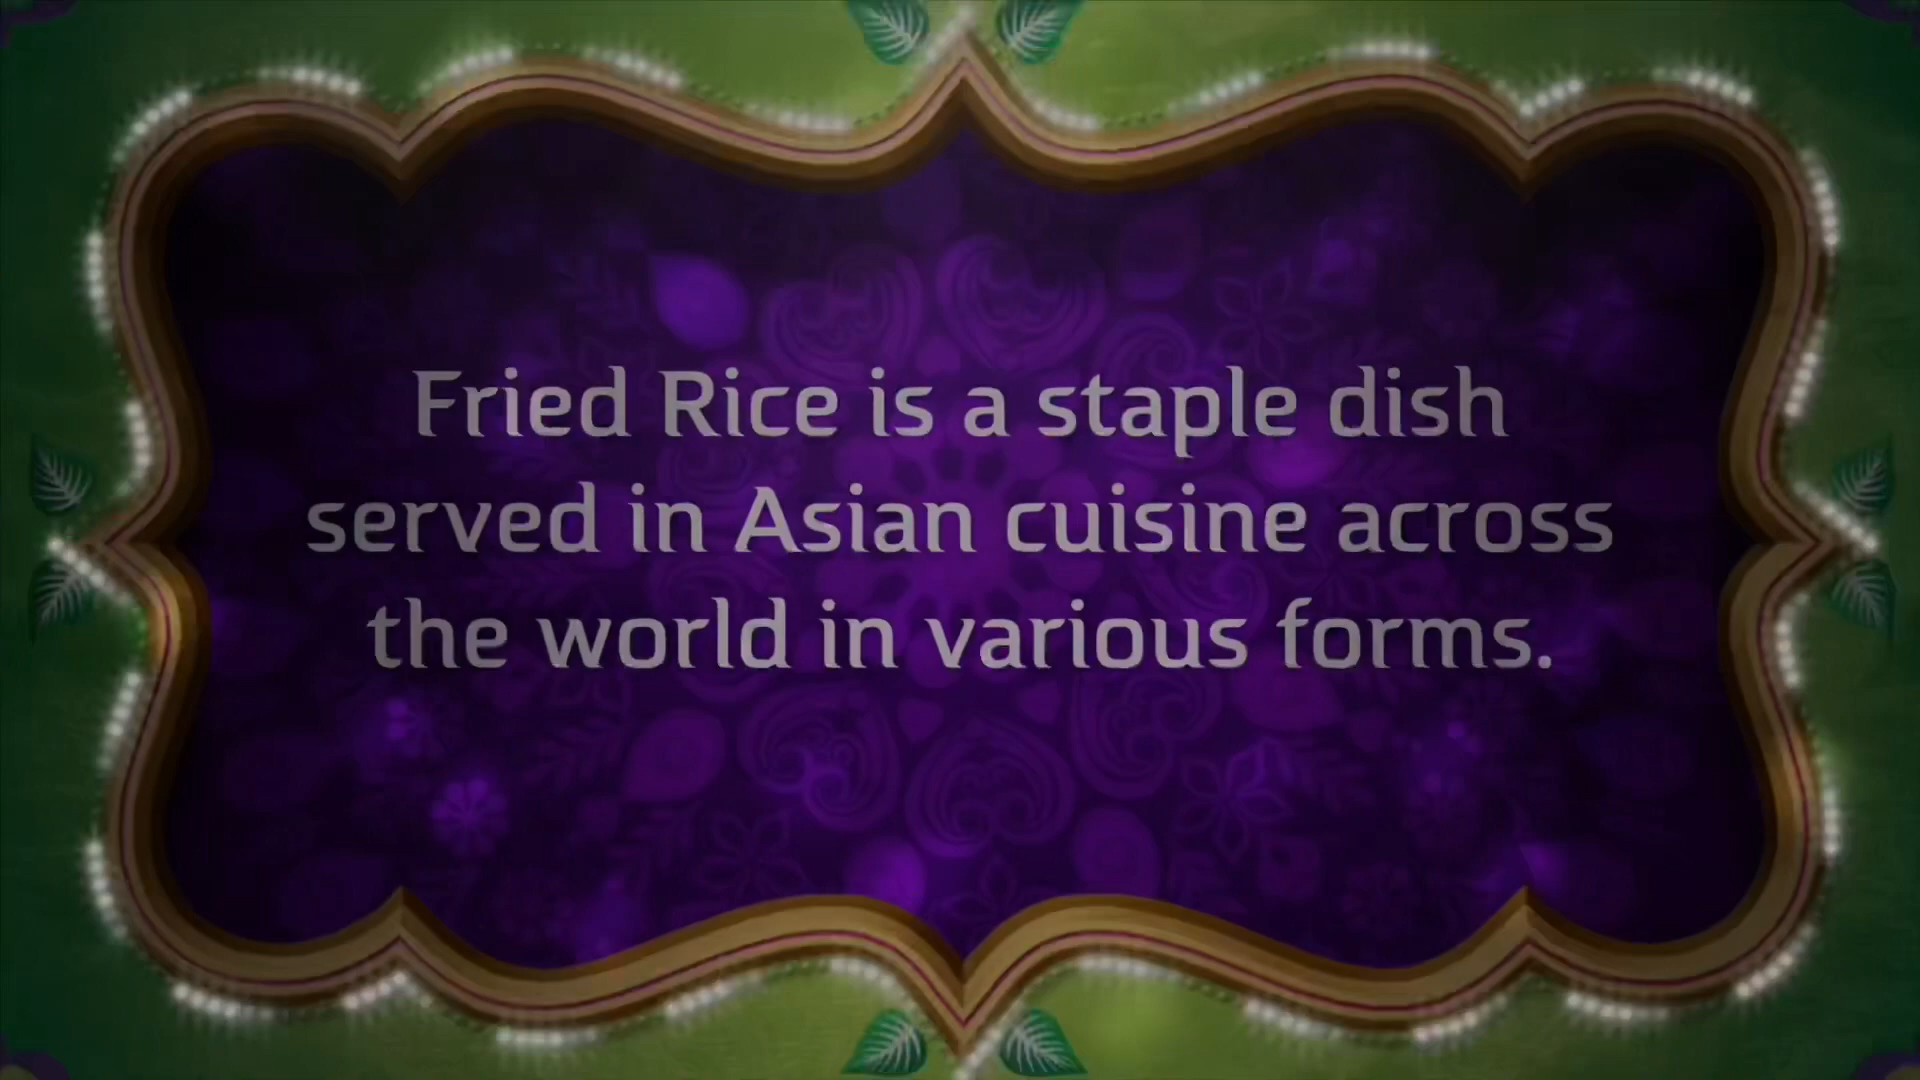 Fried Rice is a staple dish
served in Asian cuisine across
the world in various forms.